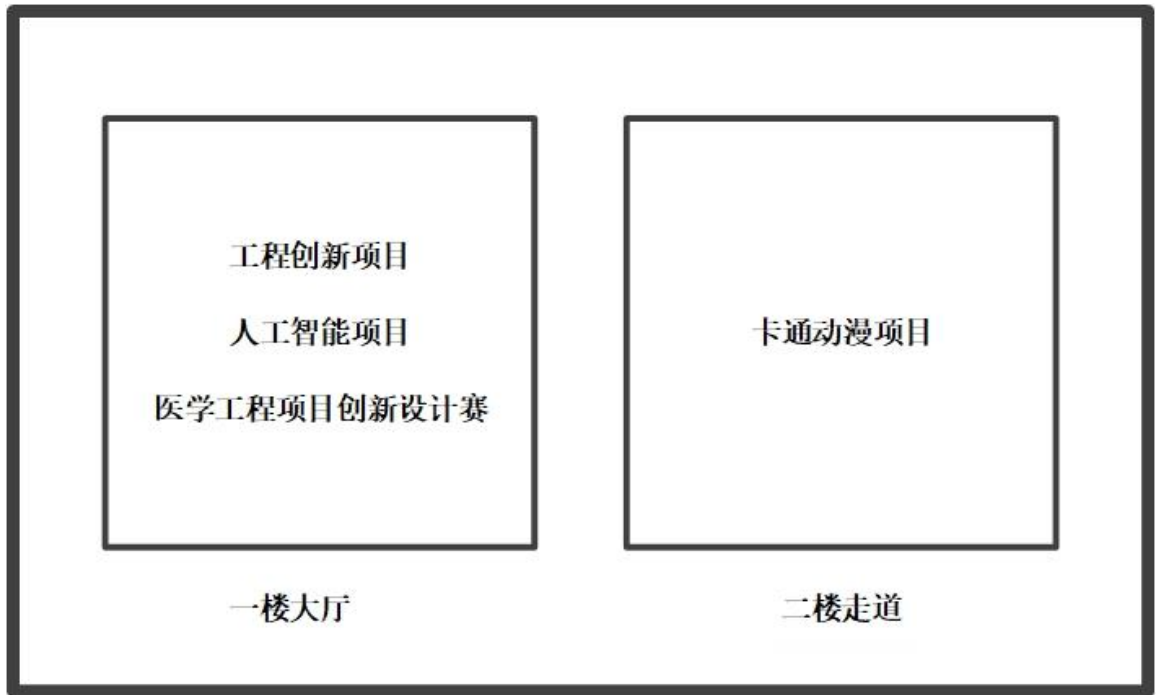 工程创新项目
人工智能项目
医学工程项目创新设计赛
一楼大厅
卡通动漫项目
二楼走道